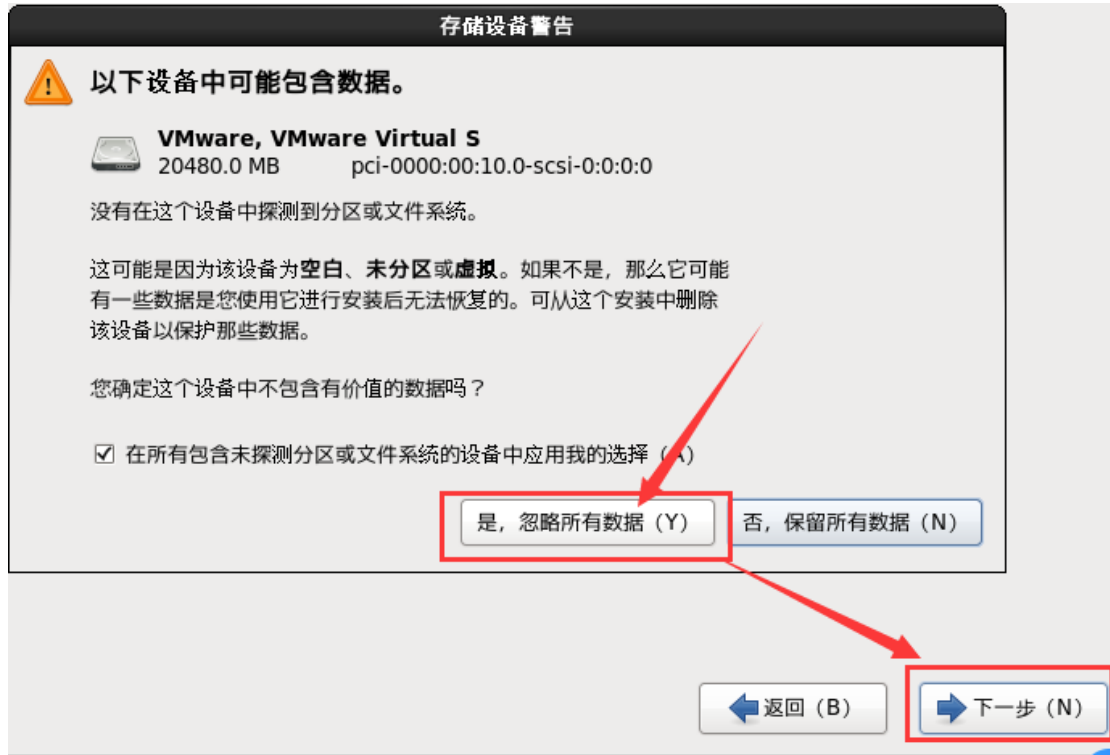 存储设备警告
以下设备中可能包含数据。
VMware, VMware Virtual S
20480.0 MB pci-0000:00:10.0-scsi-0:0:0:0
没有在这个设备中探测到分区或文件系统。
这可能是因为该设备为空白、未分区或虚拟。如果不是，那么它可能
有一些数据是您使用它进行安装后无法恢复的。可从这个安装中删除
该设备以保护那些数据。
您确定这个设备中不包含有价值的数据吗？
在所有包含未探测分区或文件系统的设备中应用我的选择（A）
是，忽略所有数据（Y） 否，保留所有数据（N）
返回（B） 下一步（N）